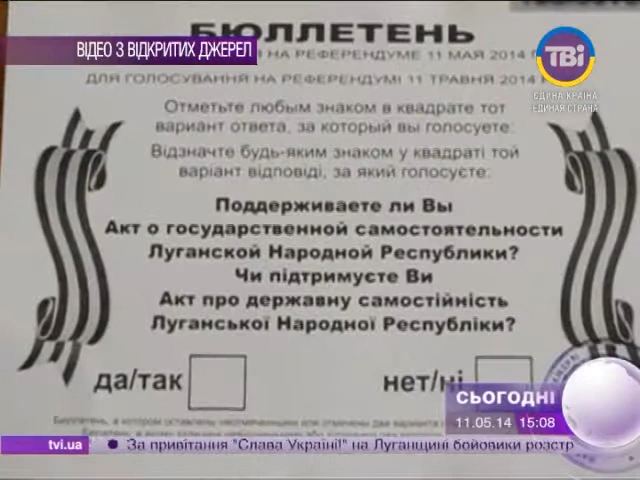 ВІДЕО З ВІДКРИТИХ ДЖЕРЕЛ
ТВі
ЄДИНА КРАЇНА
ЕДИНАЯ СТРАНА
БЮЛЛЕТЕНЬ
НА РЕФЕРЕНДУМЕ 11 МАЯ 2014
ДЛЯ ГОЛОСУВАННЯ НА РЕФЕРЕНДУМІ 11 ТРАВНЯ 2014
Отметьте любым знаком в квадрате тот
вариант ответа, за который вы голосуете:
Відзначте будь-яким знаком у квадраті той
варіант відповіді, за який голосуєте:
Поддерживаете ли Вы
Акт о государственной самостоятельности
Луганской Народной Республики?
Чи підтримуєте Ви
Акт про державну самостійність
Луганської Народної Республіки?
да/так
нет/ні
СЬОГОДНІ
11.05.14 15:08
tvi.ua
За привітання "Слава Україні!" на Луганщині бойовики розстр